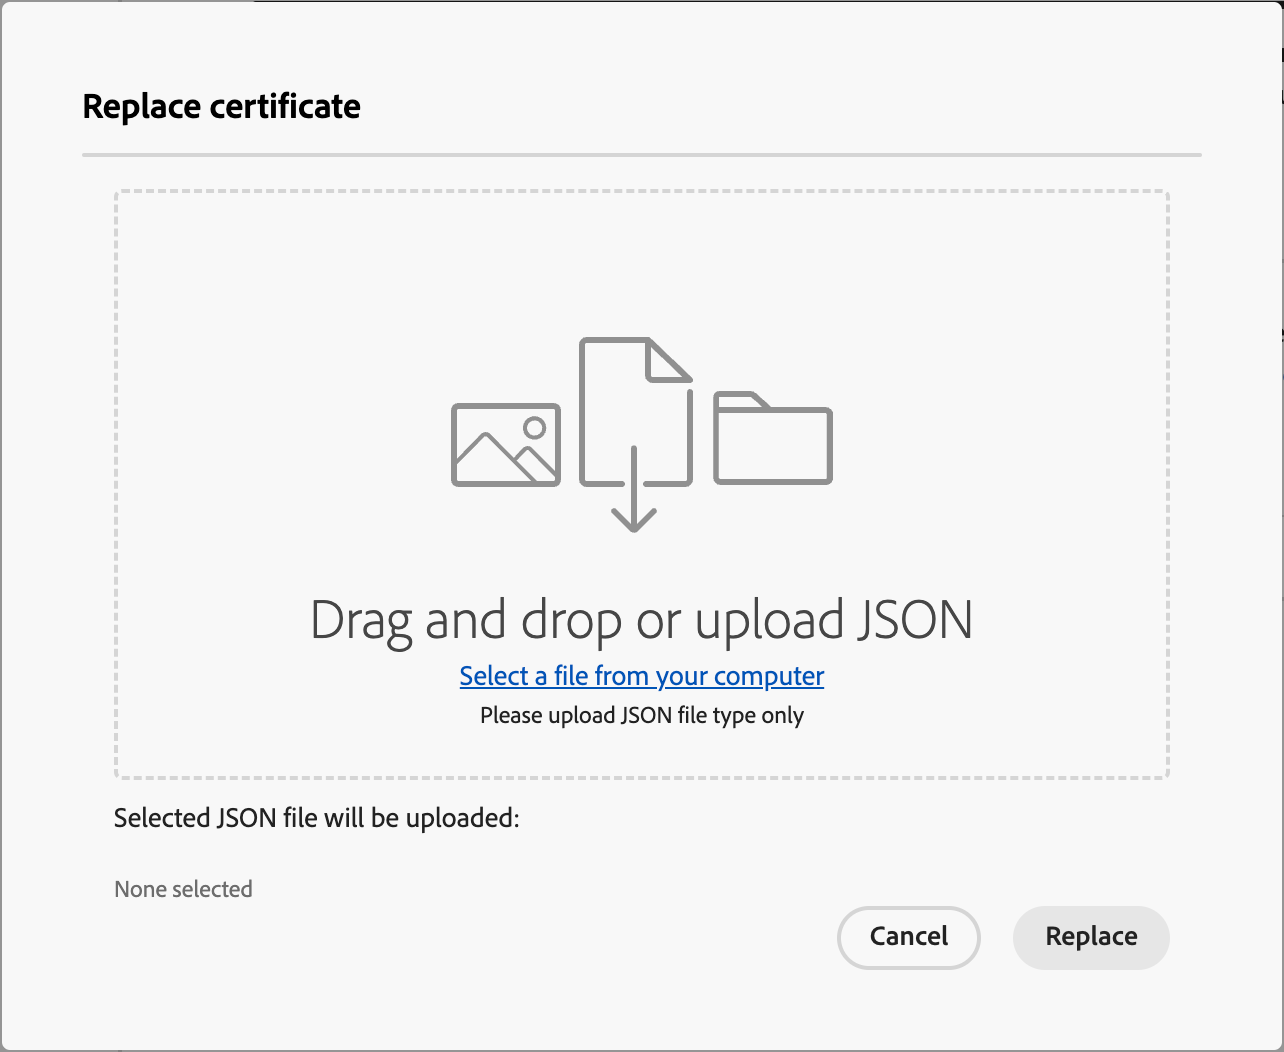 Replace certificate
Drag and drop or upload JSON
Select a file from your computer
Please upload JSON file type only
Selected JSON file will be uploaded:
None selected
Cancel
Replace